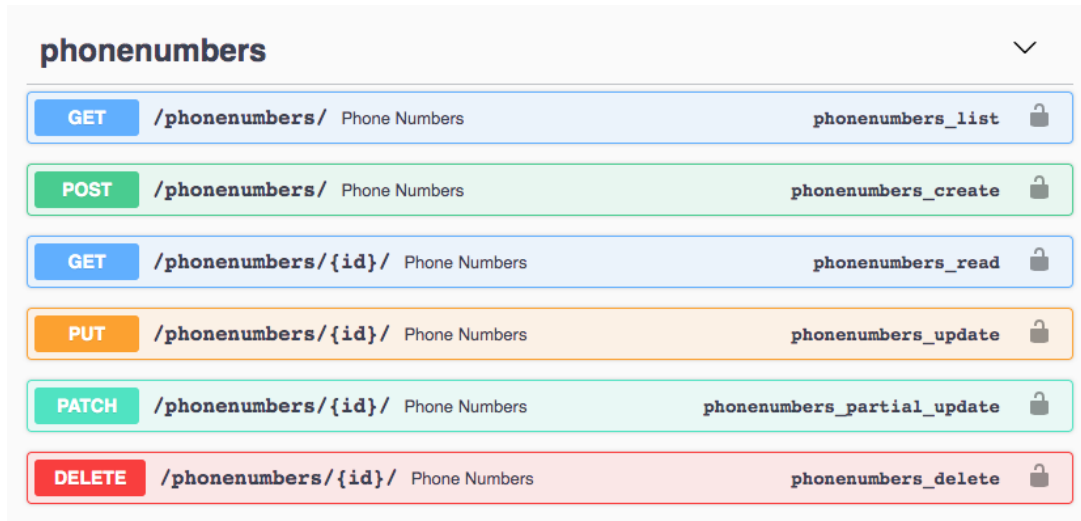 phonenumbers
GET /phonenumbers/ Phone Numbers phonenumbers_list
POST /phonenumbers/ Phone Numbers phonenumbers_create
GET /phonenumbers/{id}/ Phone Numbers phonenumbers_read
PUT /phonenumbers/{id}/ Phone Numbers phonenumbers_update
PATCH /phonenumbers/{id}/ Phone Numbers phonenumbers_partial_update
DELETE /phonenumbers/{id}/ Phone Numbers phonenumbers_delete